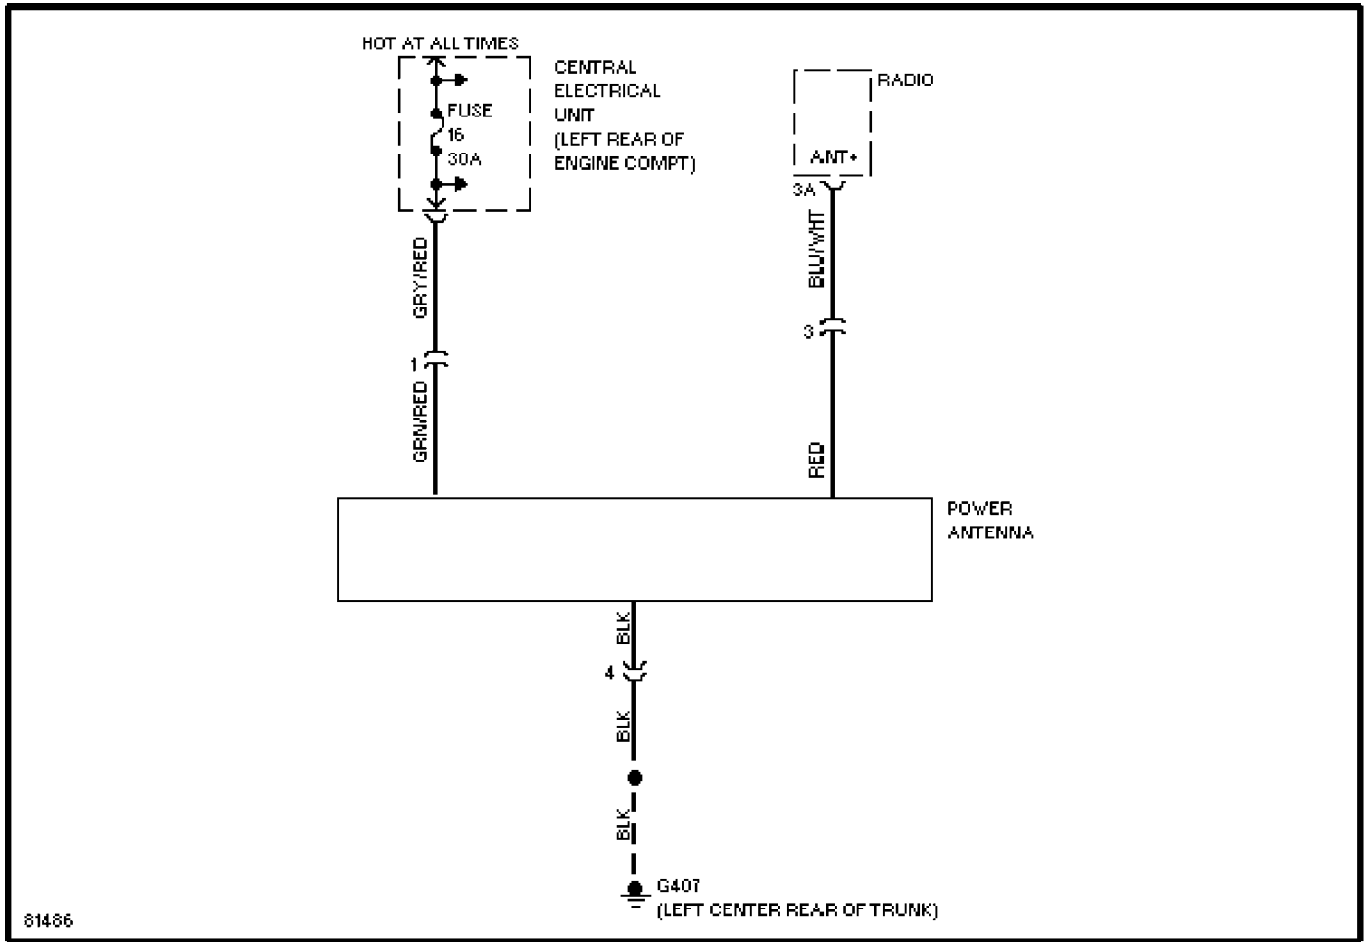 HOT AT ALL TIMES
CENTRAL
ELECTRICAL
UNIT
(LEFT REAR OF
ENGINE COMPT)
FUSE
16
30A
RADIO
ANT+
3A
GRY/RED
BLU/WHT
1
3
GRN/RED
RED
POWER
ANTENNA
BLK
4
BLK
BLK
G407
(LEFT CENTER REAR OF TRUNK)
81486